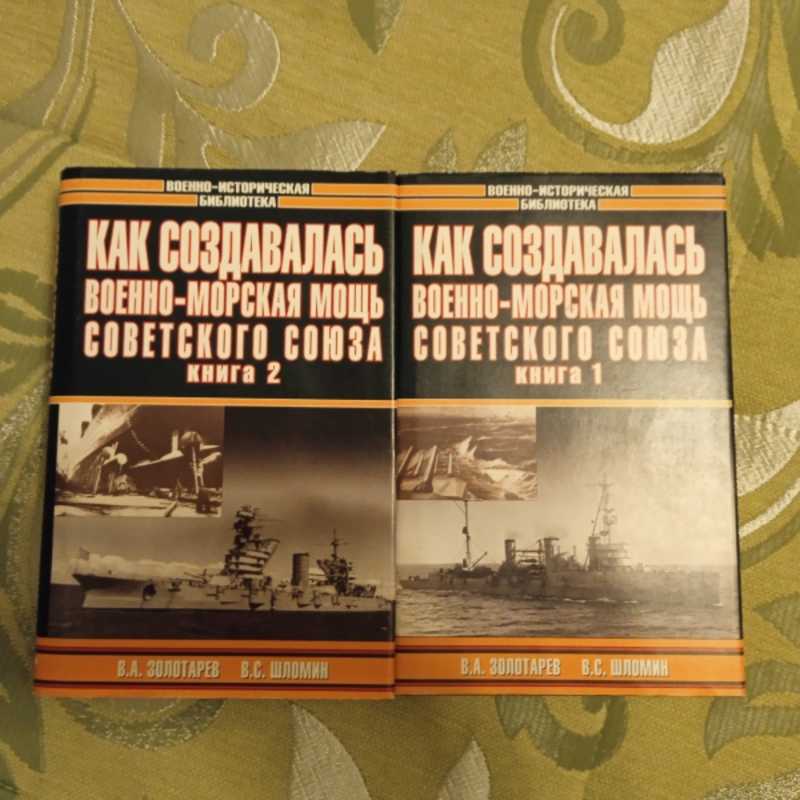 ВОЕННО-ИСТОРИЧЕСКАЯ
БИБЛИОТЕКА
КАК СОЗДАВАЛАСЬ
ВОЕННО-МОРСКАЯ МОЩЬ
СОВЕТСКОГО СОЮЗА
КНИГА 2
В.А. ЗОЛОТАРЕВ В.С. ШЛОМИН
ВОЕННО-ИСТОРИЧЕСКАЯ
БИБЛИОТЕКА
КАК СОЗДАВАЛАСЬ
ВОЕННО-МОРСКАЯ МОЩЬ
СОВЕТСКОГО СОЮЗА
КНИГА 1
В.А. ЗОЛОТАРЕВ В.С. ШЛОМИН